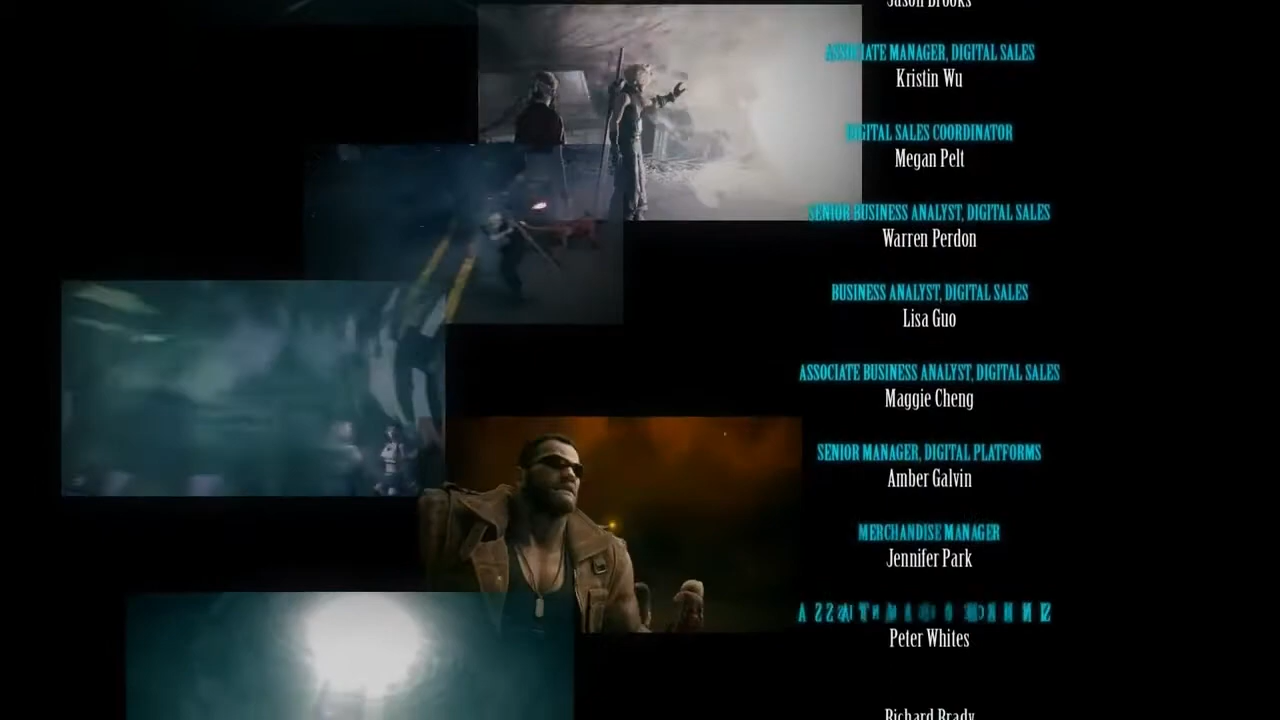 Jason Brooks
ASSOCIATE MANAGER, DIGITAL SALES
Kristin Wu
DIGITAL SALES COORDINATOR
Megan Pelt
SENIOR BUSINESS ANALYST, DIGITAL SALES
Warren Perdon
BUSINESS ANALYST, DIGITAL SALES
Lisa Guo
ASSOCIATE BUSINESS ANALYST, DIGITAL SALES
Maggie Cheng
SENIOR MANAGER, DIGITAL PLATFORMS
Amber Galvin
MERCHANDISE MANAGER
Jennifer Park
Peter Whites
Richard Brady